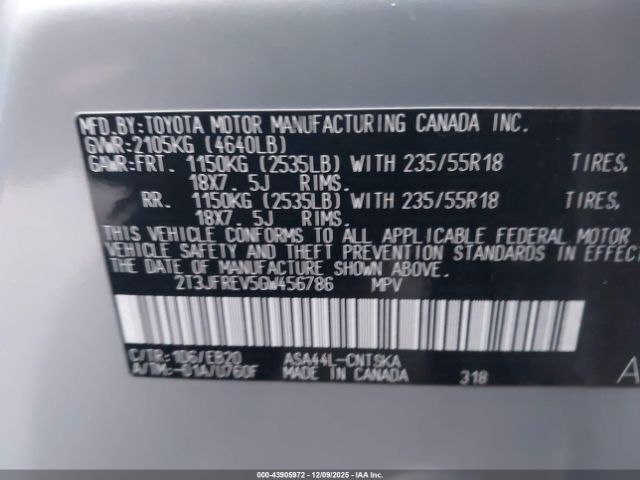 MFD.BY:TOYOTA MOTOR MANUFACTURING CANADA INC.
GVWR:2105KG (4640LB)
GAWR:FRT. 1150KG (2535LB) WITH 235/55R18 TIRES,
18X7. 5J RIMS.
RR. 1150KG (2535LB) WITH 235/55R18 TIRES,
18X7. 5J RIMS.
THIS VEHICLE CONFORMS TO ALL APPLICABLE FEDERAL MOTOR
VEHICLE SAFETY AND THEFT PREVENTION STANDARDS IN EFFECT
THE DATE OF MANUFACTURE SHOWN ABOVE.
2T3JFREV5GW456786 MPV
C/TR:1D6/EB20 ASA44L-CNTSKA
A/TM:-01A/U760F MADE IN CANADA 318
A
000-43905972 - 12/09/2025 - IAAI